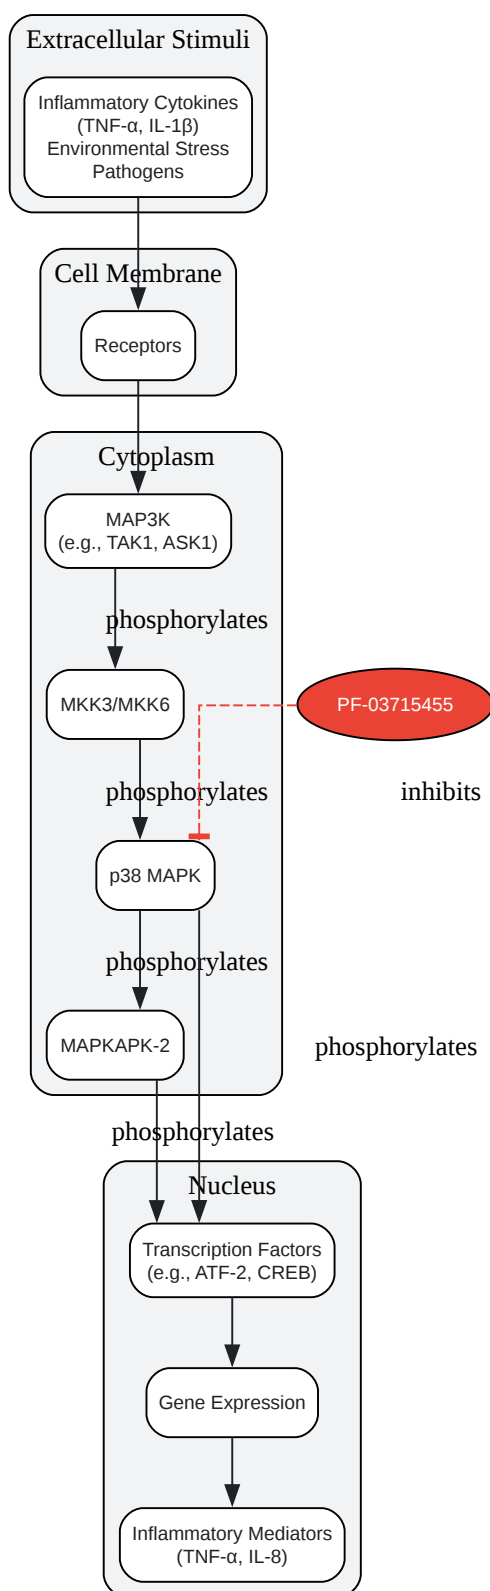 Extracellular Stimuli
Inflammatory Cytokines
(TNF-α, IL-1β)
Environmental Stress
Pathogens
Cell Membrane
Receptors
Cytoplasm
MAP3K
(e.g., TAK1, ASK1)
phosphorylates
MKK3/MKK6
PF-03715455
phosphorylates
inhibits
p38 MAPK
phosphorylates
MAPKAPK-2
phosphorylates
phosphorylates
Nucleus
Transcription Factors
(e.g., ATF-2, CREB)
Gene Expression
Inflammatory Mediators
(TNF-α, IL-8)